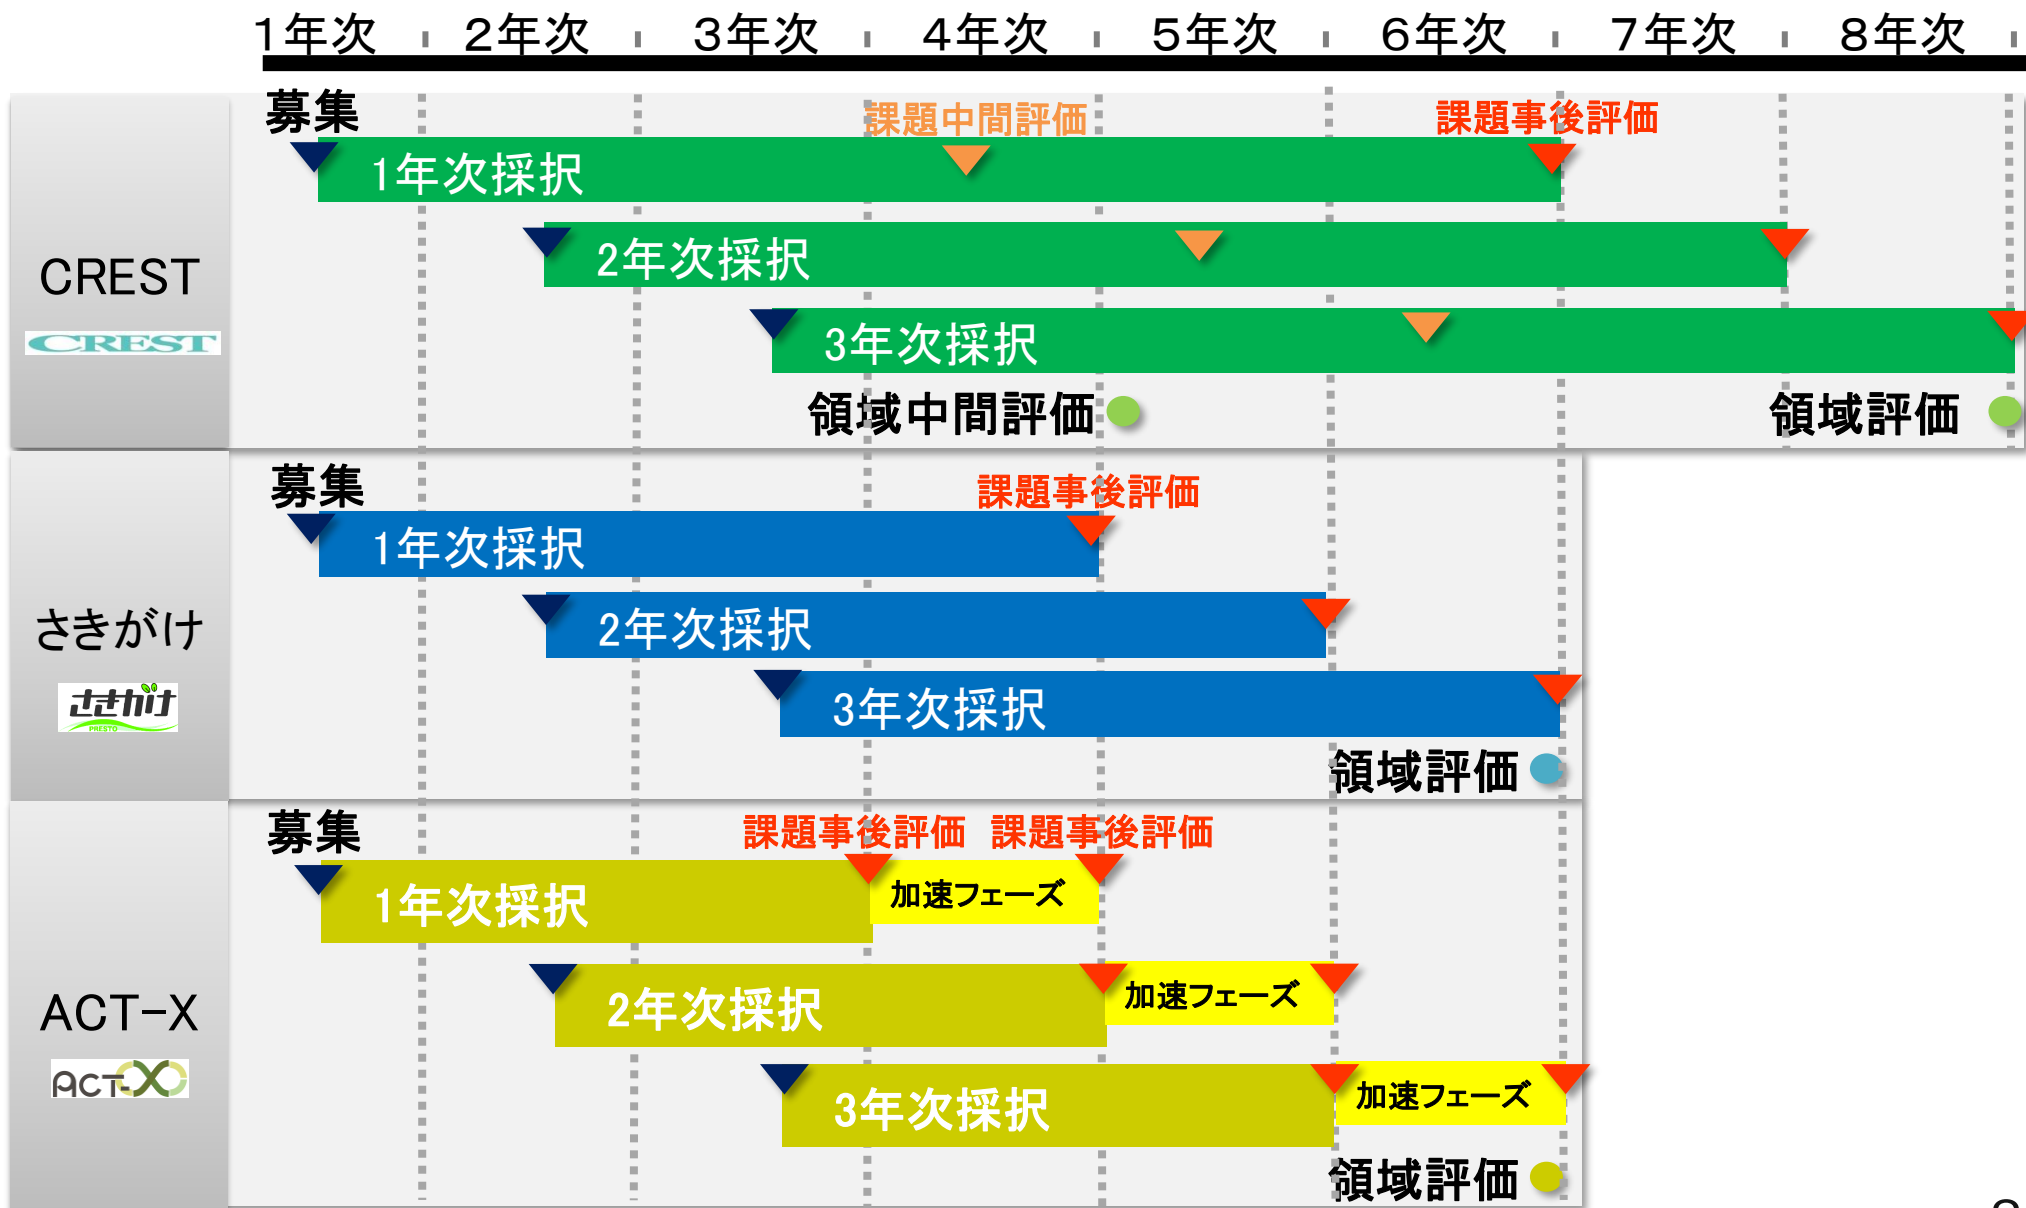 １年次 ２年次 ３年次 ４年次 ５年次 ６年次 ７年次 ８年次
募集 課題中間評価 課題事後評価
1年次採択
2年次採択
CREST
CREST
3年次採択
領域中間評価 領域評価
募集 課題事後評価
1年次採択
さきがけ
2年次採択
さきがけ
PRESTO
3年次採択
領域評価
募集 課題事後評価 課題事後評価
1年次採択 加速フェーズ
ACT-X
2年次採択 加速フェーズ
ACT-X
3年次採択 加速フェーズ
領域評価